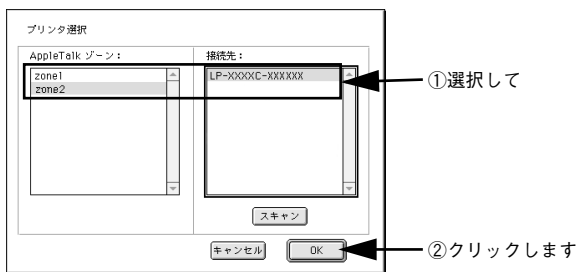 プリンタ選択
AppleTalk ゾーン：
接続先：
zone1
zone2
LP-XXXXC-XXXXXX
①選択して
スキャン
キャンセル
OK
②クリックします